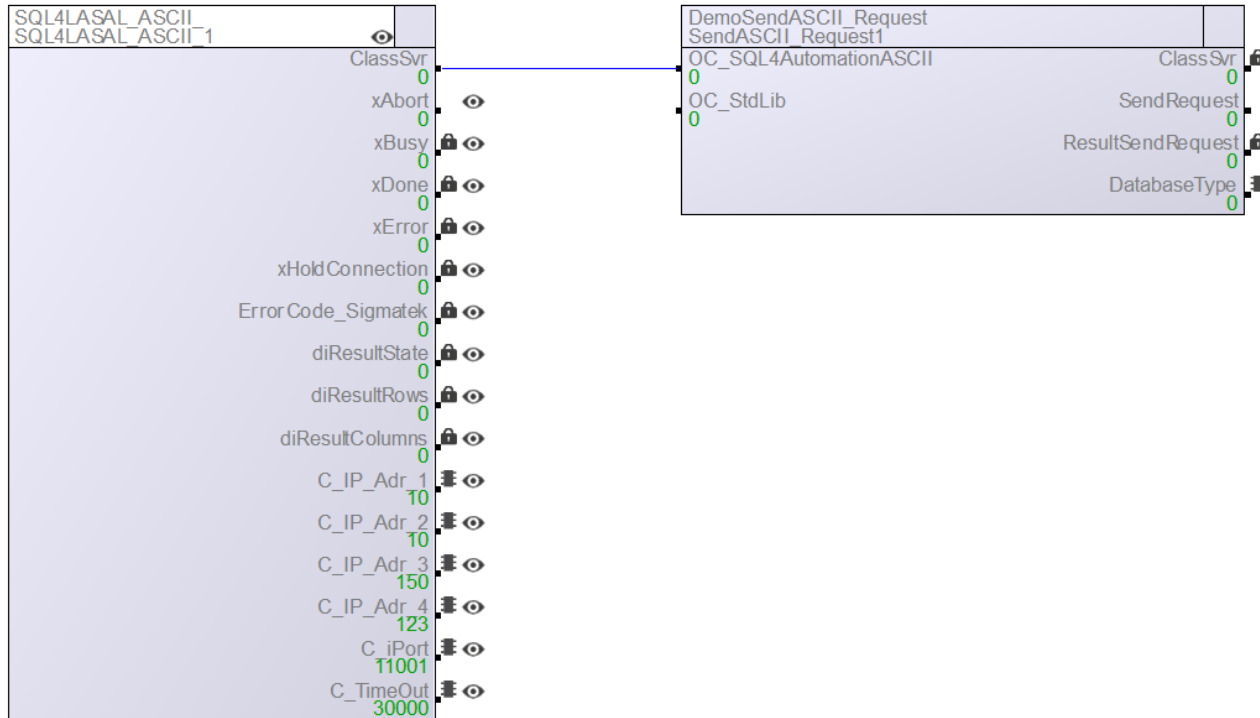 SQL4LASAL_ASCII_
SQL4LASAL_ASCII_1
ClassSvr
0
xAbort
0
xBusy
0
xDone
0
xError
0
xHoldConnection
0
ErrorCode_Sigmatek
0
diResultState
0
diResultRows
0
diResultColumns
0
C_IP_Adr_1
10
C_IP_Adr_2
10
C_IP_Adr_3
150
C_IP_Adr_4
123
C_iPort
11001
C_TimeOut
30000
DemoSendASCII_Request
SendASCII_Request1
OC_SQL4AutomationASCII ClassSvr
0 0
OC_StdLib SendRequest
0 0
ResultSendRequest
0
DatabaseType
0